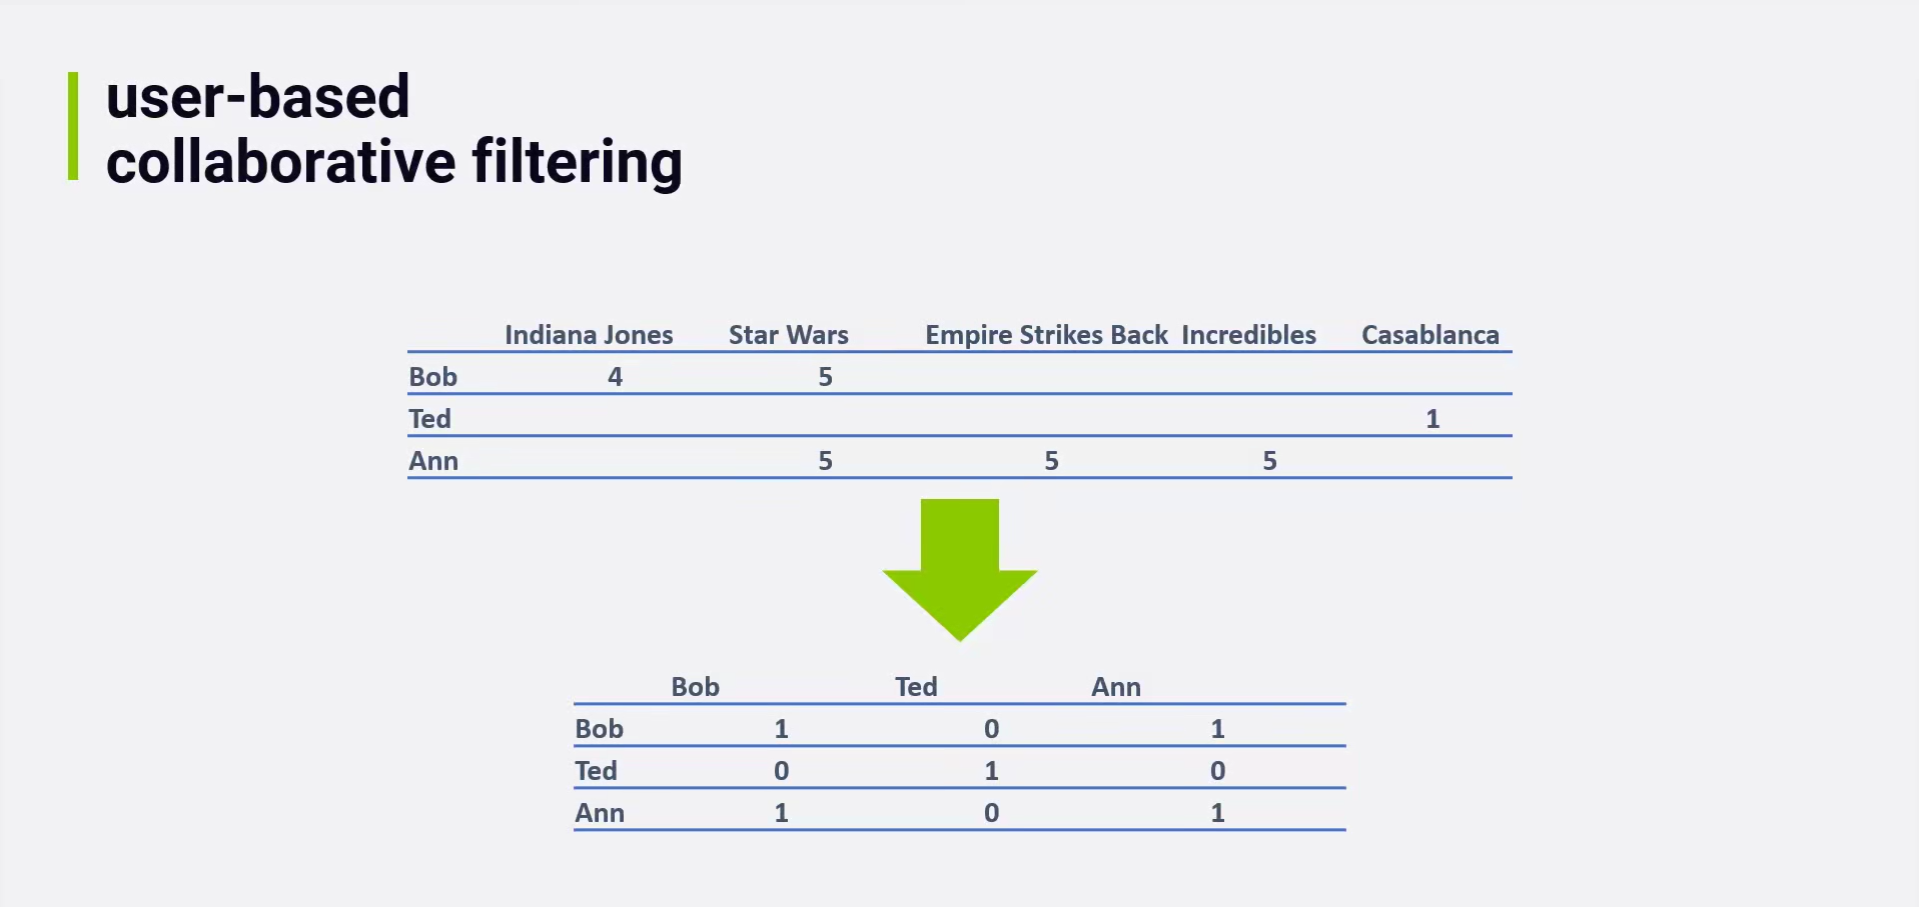 user-based
collaborative filtering
Indiana Jones Star Wars Empire Strikes Back Incredibles Casablanca
Bob 4 5
Ted 1
Ann 5 5 5
Bob Ted Ann
Bob 1 0 1
Ted 0 1 0
Ann 1 0 1